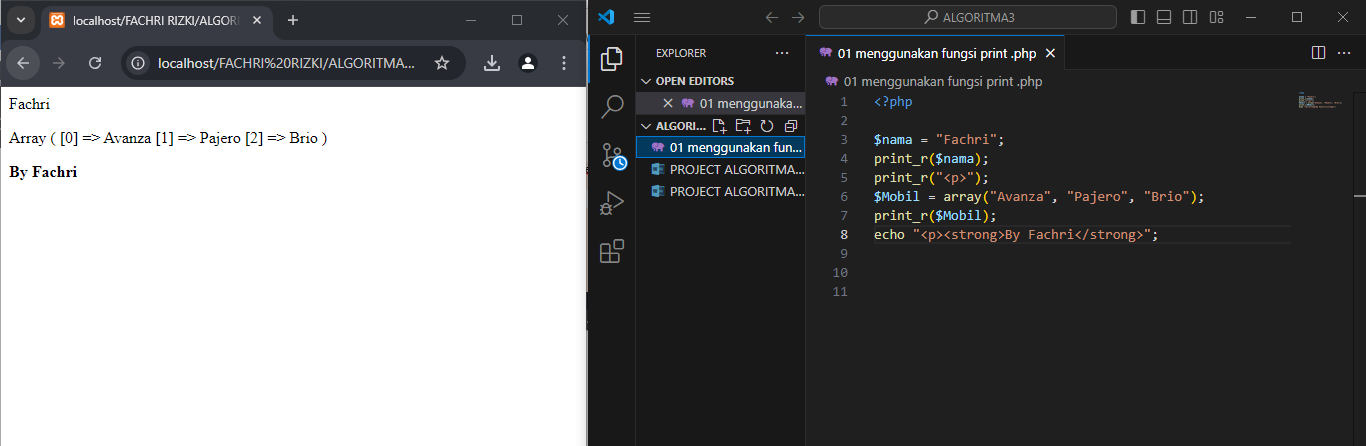 localhost/FACHRI RIZKI/ALGORI
localhost/FACHRI%20RIZKI/ALGORITMA...
Fachri
Array ( [0] => Avanza [1] => Pajero [2] => Brio )
By Fachri
ALGORITMA3
EXPLORER
OPEN EDITORS
01 menggunaka...
ALGORI...
01 menggunakan fun...
PROJECT ALGORITMA...
PROJECT ALGORITMA...
01 menggunakan fungsi print .php
01 menggunakan fungsi print .php
1 <?php
2
3 $nama = "Fachri";
4 print_r($nama);
5 print_r("<p>");
6 $Mobil = array("Avanza", "Pajero", "Brio");
7 print_r($Mobil);
8 echo "<p><strong>By Fachri</strong>";
9
10
11